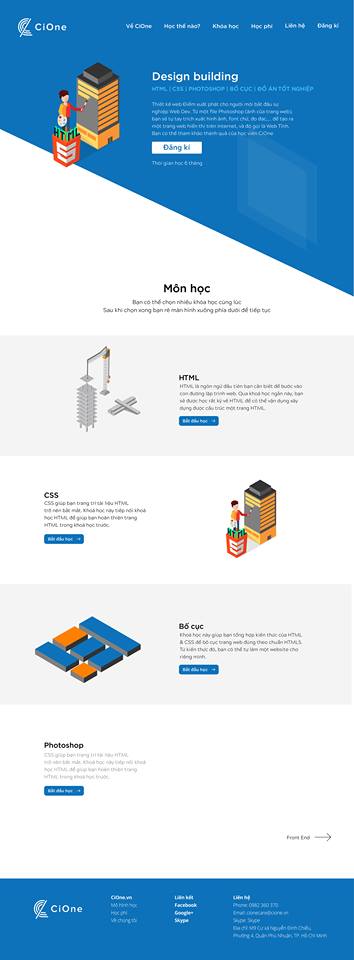 CiOne
Về CiOne
Học thế nào?
Khóa học
Học phí
Liên hệ
Đăng kí
Design building
HTML | CSS | PHOTOSHOP | BỐ CỤC | ĐỒ ÁN TỐT NGHIỆP
Thiết kế web Điểm xuất phát cho người mới bắt đầu sự
nghiệp Web Dev. Từ một file Photoshop (ảnh của trang web),
bạn sẽ tự tay trích xuất hình ảnh, font chữ, đo đạc,... để tạo ra
một trang web hiển thị trên internet, và đó gọi là Web Tĩnh.
Bạn có thể tham khảo thành quả của học viên CiOne
Đăng kí
Thời gian học 6 tháng
Môn học
Bạn có thể chọn nhiều khóa học cùng lúc
Sau khi chọn xong bạn rê màn hình xuống phía dưới để tiếp tục
HTML
HTML là ngôn ngữ đầu tiên bạn cần biết để bước vào
con đường lập trình web. Qua khoá học ngắn này, bạn
sẽ được học rất kỹ về HTML để có thể vận dụng xây
dựng được cấu trúc một trang HTML.
Bắt đầu học →
CSS
CSS giúp bạn trang trí tài liệu HTML
trở nên bắt mắt. Khoá học này tiếp nối khoá
học HTML để giúp bạn hoàn thiện trang
HTML trong khoá học trước.
Bắt đầu học →
Bố cục
Khoá học này giúp bạn tổng hợp kiến thức của HTML
& CSS để bố cục trang web đúng theo chuẩn HTML5.
Từ kiến thức đó, bạn có thể tự làm một website cho
riêng mình.
Bắt đầu học →
Photoshop
CSS giúp bạn trang trí tài liệu HTML
trở nên bắt mắt. Khoá học này tiếp nối khoá
học HTML để giúp bạn hoàn thiện trang
HTML trong khoá học trước.
Bắt đầu học →
Front End
CiOne
CiOne.vn
Mô hình học
Học phí
Về chúng tôi
Liên kết
Facebook
Google+
Skype
Liên hệ
Phone: 0982 360 370
Skype: Skype
Địa chỉ: M9 Cư xá Nguyễn Đình Chiểu,
Phường 4, Quận Phú Nhuận, TP. Hồ Chí Minh